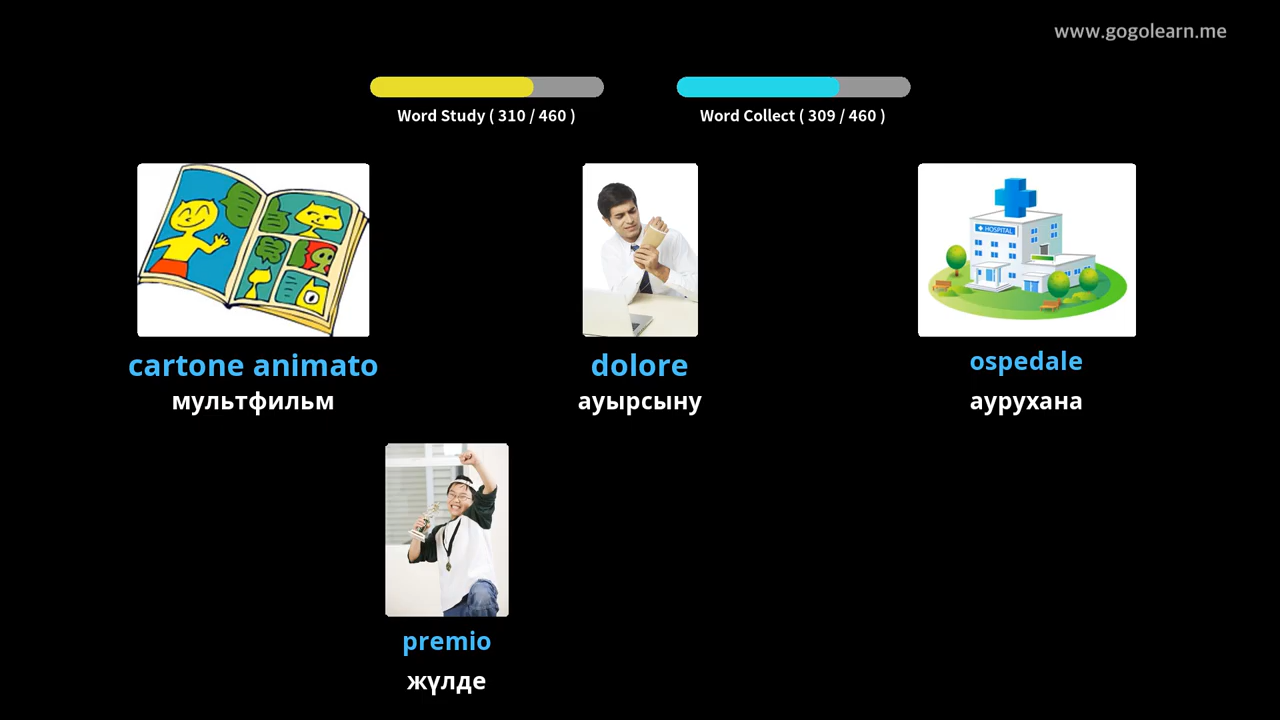 www.gogolearn.me
Word Study ( 310 / 460 )
Word Collect ( 309 / 460 )
HOSPITAL
cartone animato
dolore
ospedale
мультфильм
ауырсыну
аурухана
premio
жүлде